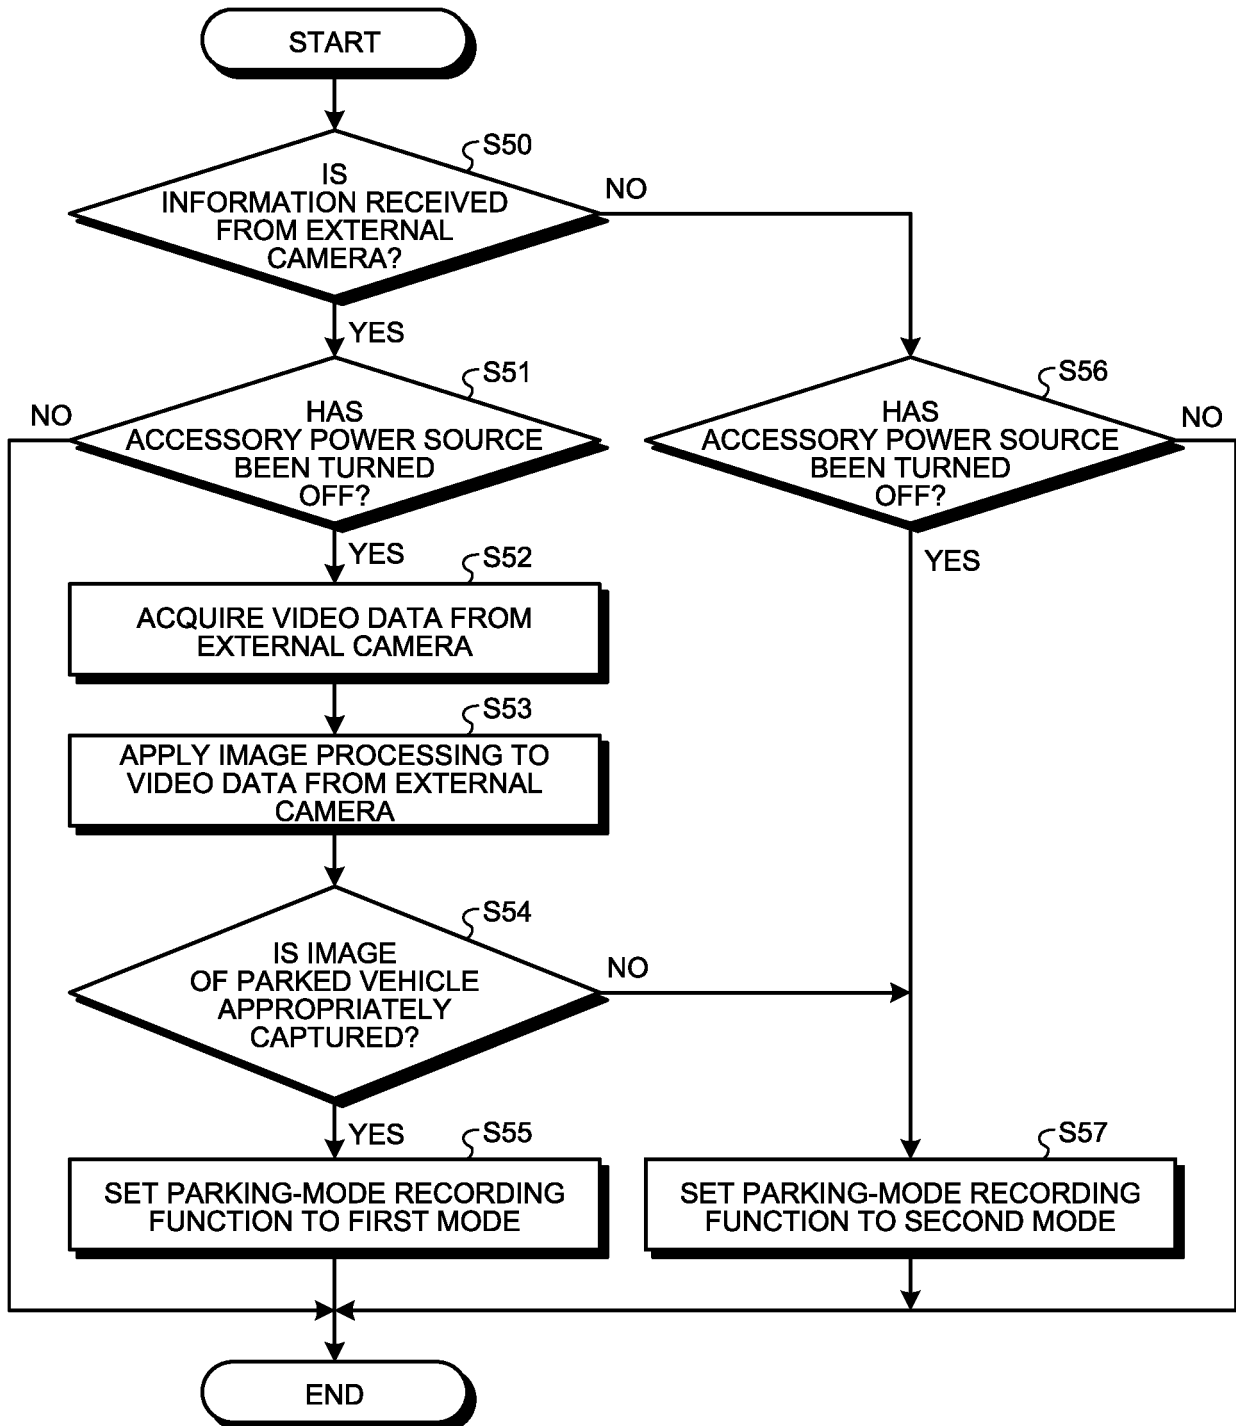 START
S50
IS
INFORMATION RECEIVED
FROM EXTERNAL
CAMERA?
NO
YES
S51
HAS
ACCESSORY POWER SOURCE
BEEN TURNED
OFF?
NO
YES
S56
HAS
ACCESSORY POWER SOURCE
BEEN TURNED
OFF?
NO
YES
S52
ACQUIRE VIDEO DATA FROM
EXTERNAL CAMERA
S53
APPLY IMAGE PROCESSING TO
VIDEO DATA FROM EXTERNAL
CAMERA
S54
IS IMAGE
OF PARKED VEHICLE
APPROPRIATELY
CAPTURED?
NO
YES
S55
SET PARKING-MODE RECORDING
FUNCTION TO FIRST MODE
S57
SET PARKING-MODE RECORDING
FUNCTION TO SECOND MODE
END